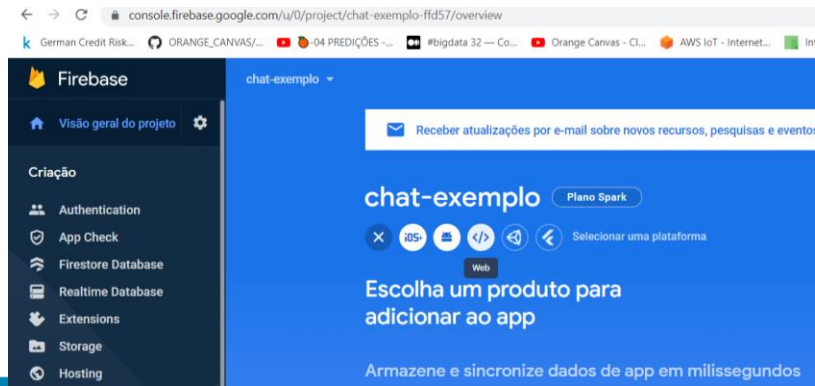 console.firebase.google.com/u/0/project/chat-exemplo-ffd57/overview
k German Credit Risk... ORANGE_CANVAS/... -04 PREDIÇÕES -... #bigdata 32 — Co... Orange Canvas - Cl... AWS IoT - Internet... In
Firebase
chat-exemplo
Visão geral do projeto
Receber atualizações por e-mail sobre novos recursos, pesquisas e eventos
Criação
chat-exemplo Plano Spark
Authentication
iOS+ </> Selecionar uma plataforma
App Check
Web
Firestore Database
Escolha um produto para
Realtime Database
adicionar ao app
Extensions
Storage
Armazene e sincronize dados de app em milissegundos
Hosting